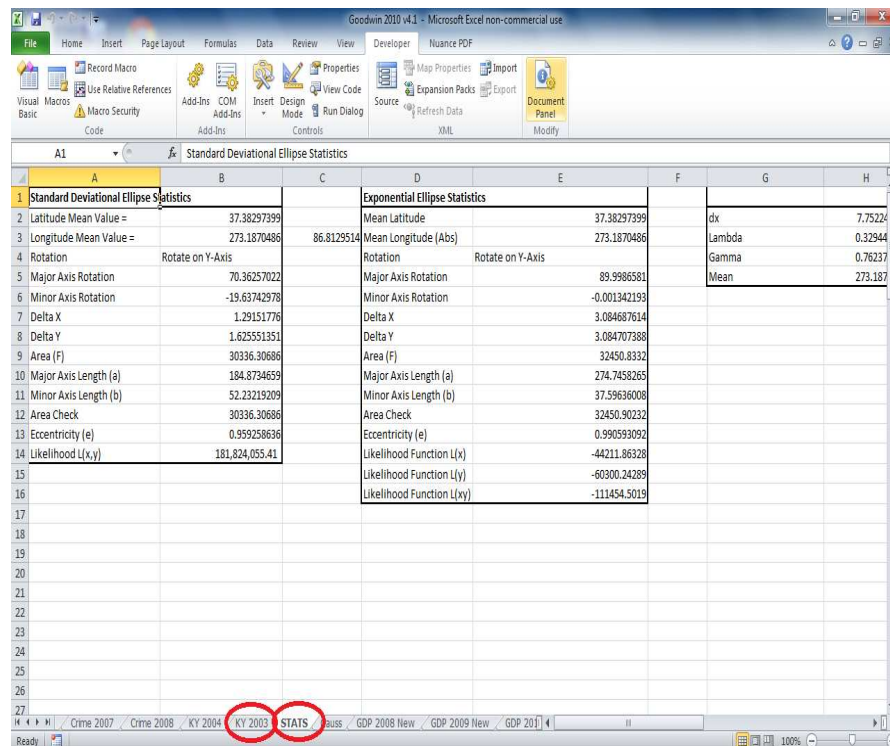 Goodwin 2010 v4.1 - Microsoft Excel non-commercial use
File Home Insert Page Layout Formulas Data Review View Developer Nuance PDF
Visual Basic
Macros
Record Macro
Use Relative References
Macro Security
Code
Add-Ins
COM Add-Ins
Add-Ins
Insert
Design Mode
Properties
View Code
Run Dialog
Controls
Source
Map Properties
Expansion Packs
Refresh Data
Import
Export
XML
Document Panel
Modify
A1 fx Standard Deviational Ellipse Statistics
A B C D E F G H
1 Standard Deviational Ellipse Statistics Exponential Ellipse Statistics
2 Latitude Mean Value = 37.38297399 Mean Latitude 37.38297399 dx 7.75224
3 Longitude Mean Value = 273.1870486 86.8129514 Mean Longitude (Abs) 273.1870486 Lambda 0.32944
4 Rotation Rotate on Y-Axis Rotation Rotate on Y-Axis Gamma 0.76237
5 Major Axis Rotation 70.36257022 Major Axis Rotation 89.9986581 Mean 273.187
6 Minor Axis Rotation -19.63742978 Minor Axis Rotation -0.001342193
7 Delta X 1.29151776 Delta X 3.084687614
8 Delta Y 1.625551351 Delta Y 3.084707388
9 Area (F) 30336.30686 Area (F) 32450.8332
10 Major Axis Length (a) 184.8734659 Major Axis Length (a) 274.7458265
11 Minor Axis Length (b) 52.23219209 Minor Axis Length (b) 37.59636008
12 Area Check 30336.30686 Area Check 32450.90232
13 Eccentricity (e) 0.959258636 Eccentricity (e) 0.990593092
14 Likelihood L(x,y) 181,824,055.41 Likelihood Function L(x) -44211.86328
15 Likelihood Function L(y) -60300.24289
16 Likelihood Function L(xy) -111454.5019
17
18
19
20
21
22
23
24
25
26
27
Crime 2007 Crime 2008 KY 2004 KY 2003 STATS auss GDP 2008 New GDP 2009 New GDP 201
Ready 100%